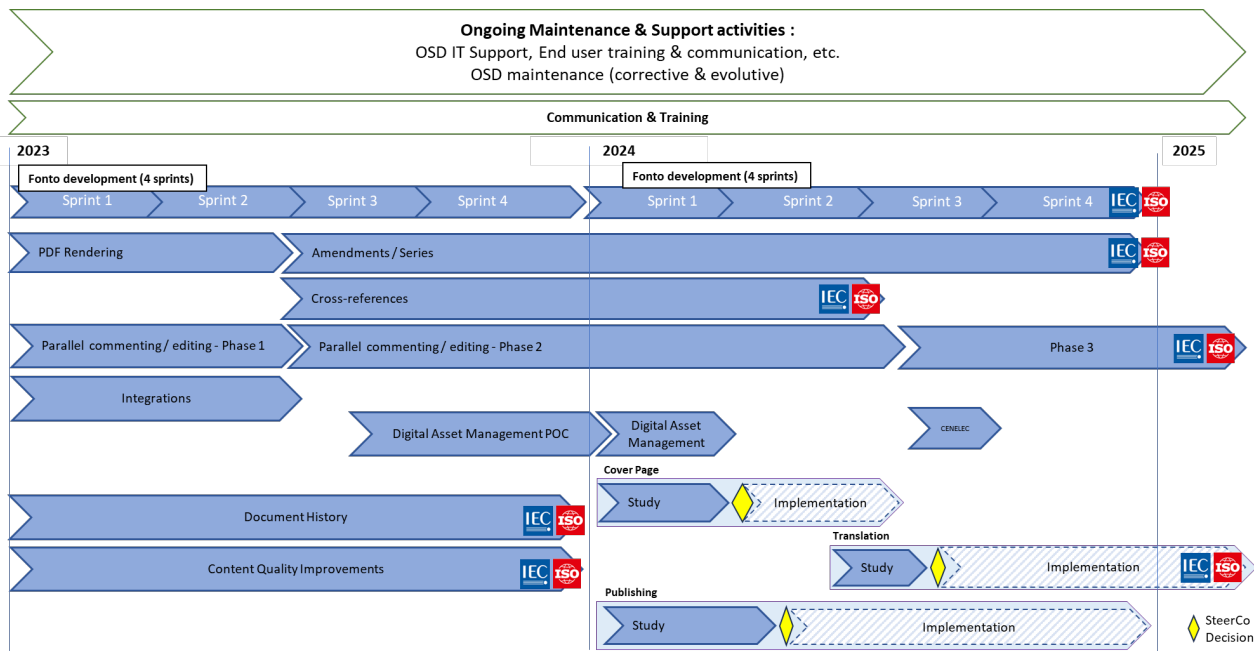 Ongoing Maintenance & Support activities :
OSD IT Support, End user training & communication, etc.
OSD maintenance (corrective & evolutive)
Communication & Training
2023
2024
2025
Fonto development (4 sprints)
Fonto development (4 sprints)
Sprint 1
Sprint 2
Sprint 3
Sprint 4
Sprint 1
Sprint 2
Sprint 3
Sprint 4
IEC
ISO
PDF Rendering
Amendments / Series
IEC
ISO
Cross-references
IEC
ISO
Parallel commenting / editing - Phase 1
Parallel commenting / editing - Phase 2
Phase 3
IEC
ISO
Integrations
Digital Asset Management POC
Digital Asset
Management
CENELEC
Cover Page
Study
Implementation
Document History
IEC
ISO
Translation
Study
Implementation
IEC
ISO
Content Quality Improvements
IEC
ISO
Publishing
Study
Implementation
SteerCo
Decision